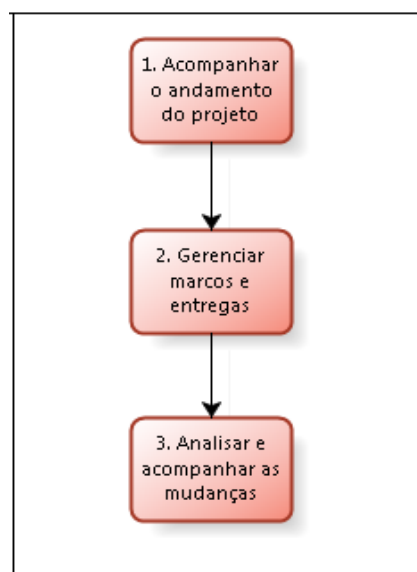 1. Acompanhar
o andamento
do projeto
2. Gerenciar
marcos e
entregas
3. Analisar e
acompanhar as
mudanças